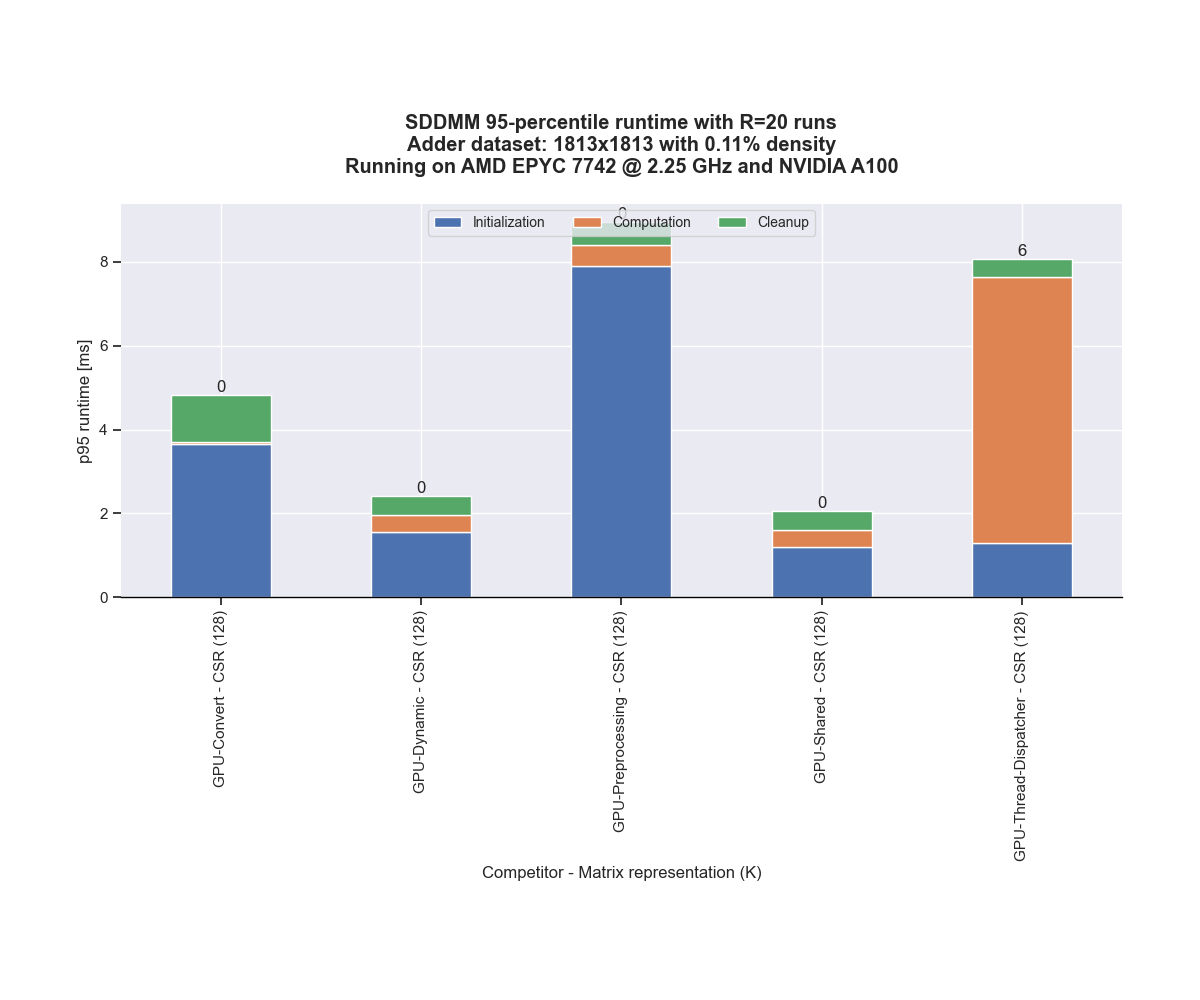 SDDMM 95-percentile runtime with R=20 runs
Adder dataset: 1813x1813 with 0.11% density
Running on AMD EPYC 7742 @ 2.25 GHz and NVIDIA A100
Initialization
Computation
Cleanup
p95 runtime [ms]
8
6
4
2
0
0
0
0
0
6
GPU-Convert - CSR (128)
GPU-Dynamic - CSR (128)
GPU-Preprocessing - CSR (128)
GPU-Shared - CSR (128)
GPU-Thread-Dispatcher - CSR (128)
Competitor - Matrix representation (K)